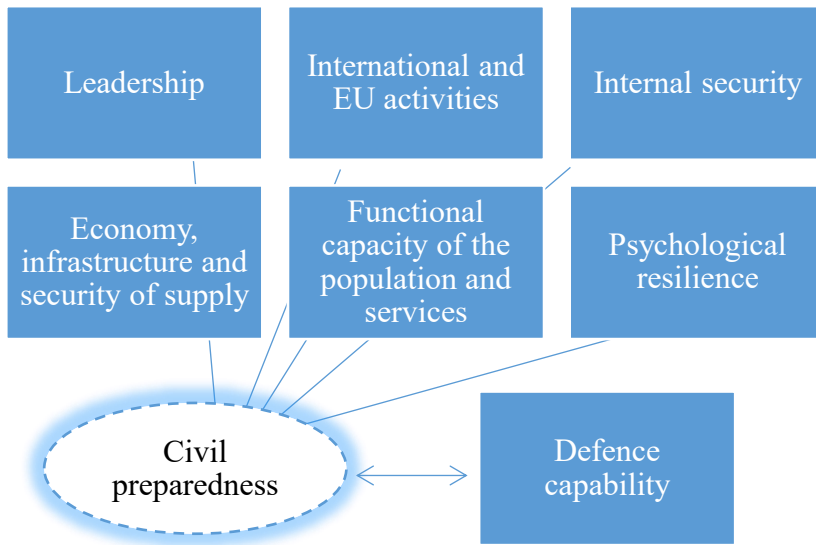 Leadership
International and
EU activities
Internal security
Economy,
infrastructure and
security of supply
Functional
capacity of the
population and
services
Psychological
resilience
Civil
preparedness
Defence
capability